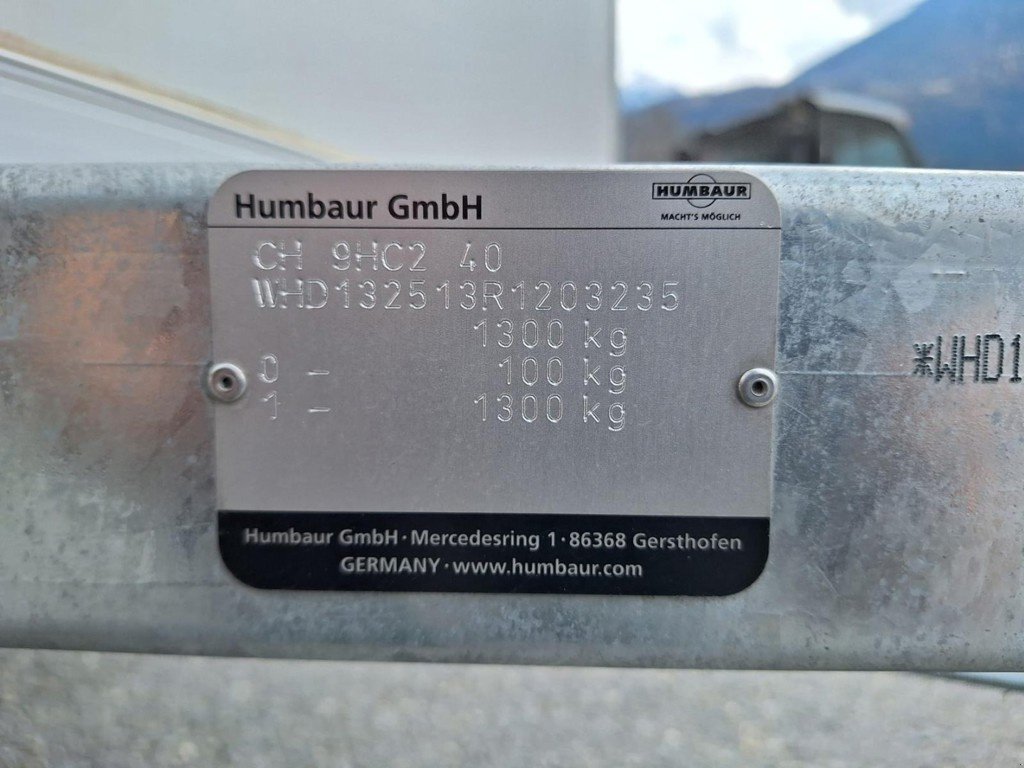 Humbaur GmbH
HUMBAUR
MACHT'S MÖGLICH
CH 9HC2 40
WHD132513R1203235
1300 kg
0 - 100 kg
1 - 1300 kg
Humbaur GmbH · Mercedesring 1 · 86368 Gersthofen
GERMANY · www.humbaur.com
*WHD1